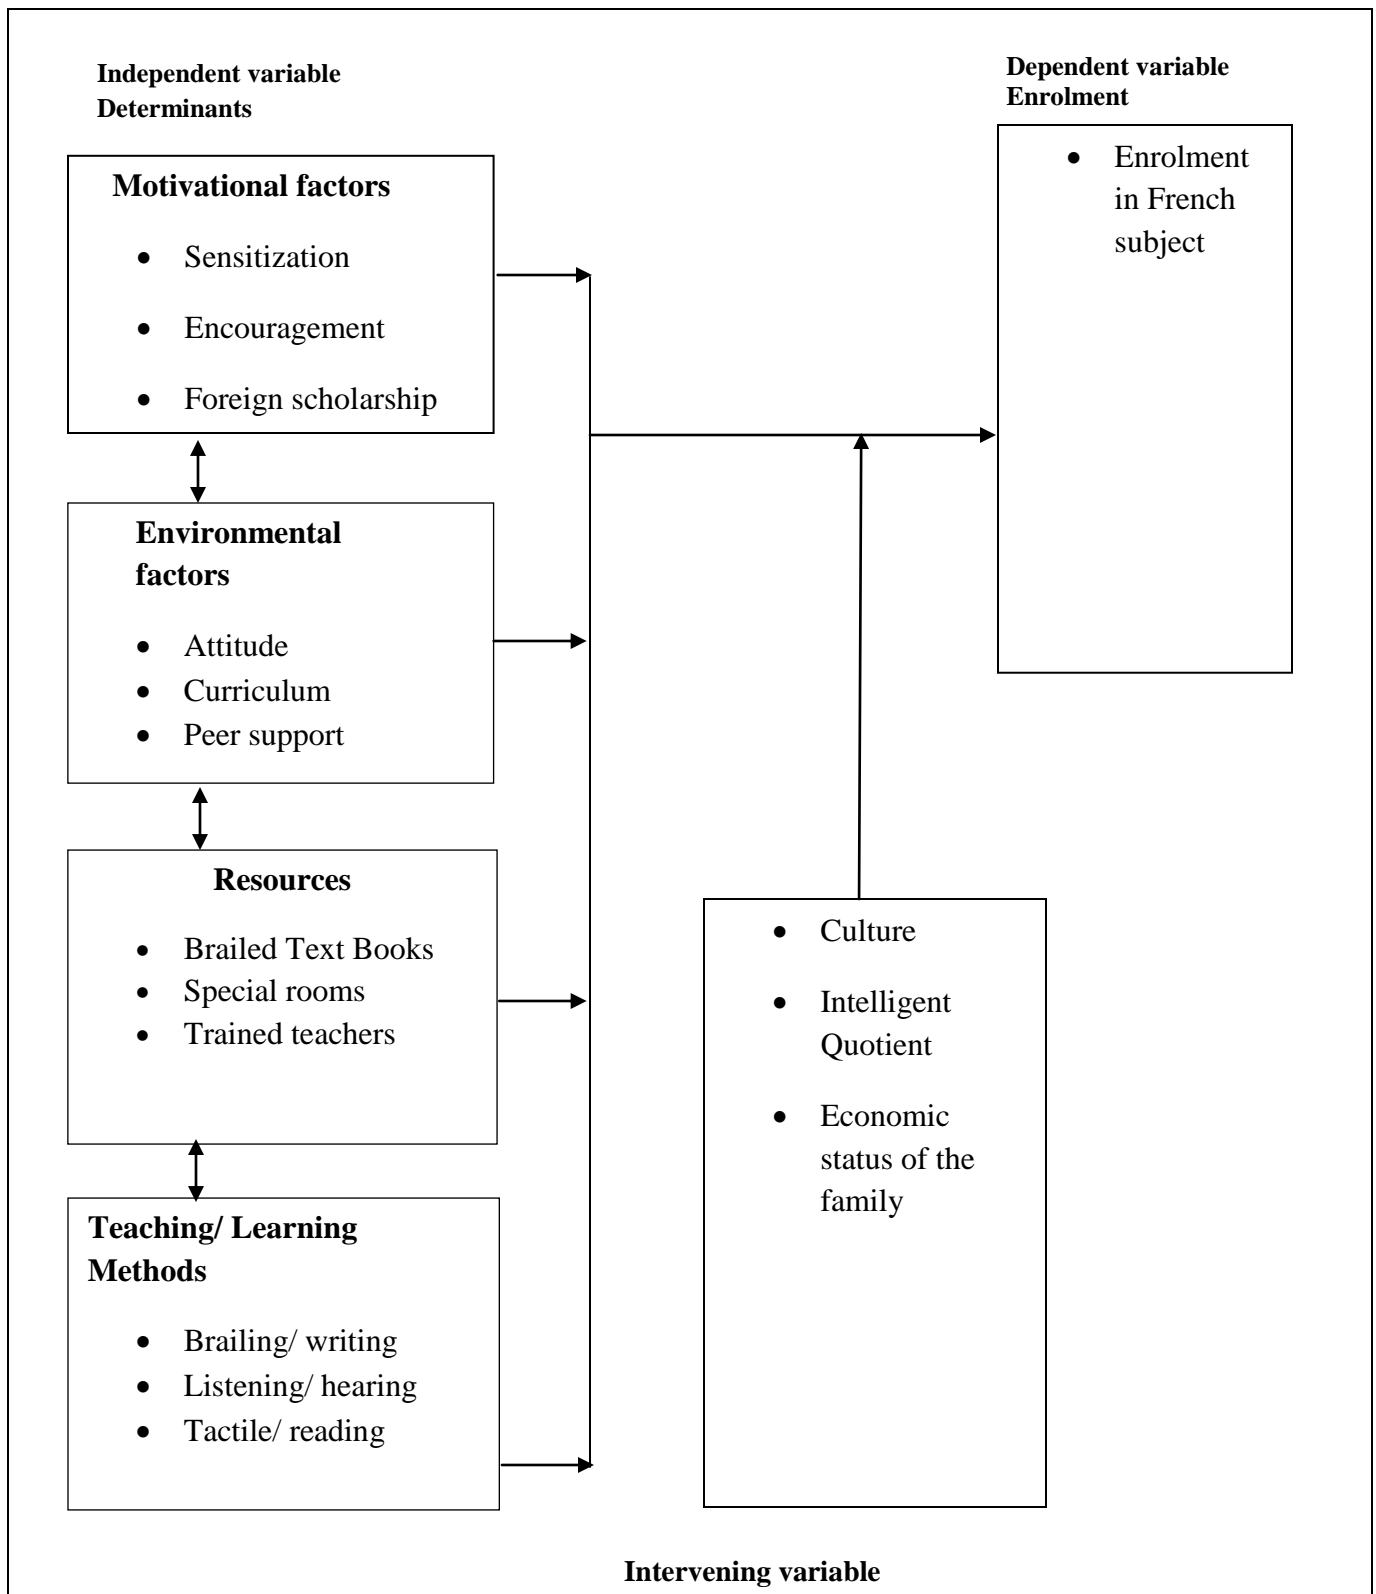 Independent variable
Determinants
Dependent variable
Enrolment
Motivational factors
• Sensitization
• Encouragement
• Foreign scholarship
• Enrolment
in French
subject
Environmental
factors
• Attitude
• Curriculum
• Peer support
Resources
• Brailed Text Books
• Special rooms
• Trained teachers
• Culture
• Intelligent
Quotient
• Economic
status of the
family
Teaching/ Learning
Methods
• Brailing/ writing
• Listening/ hearing
• Tactile/ reading
Intervening variable